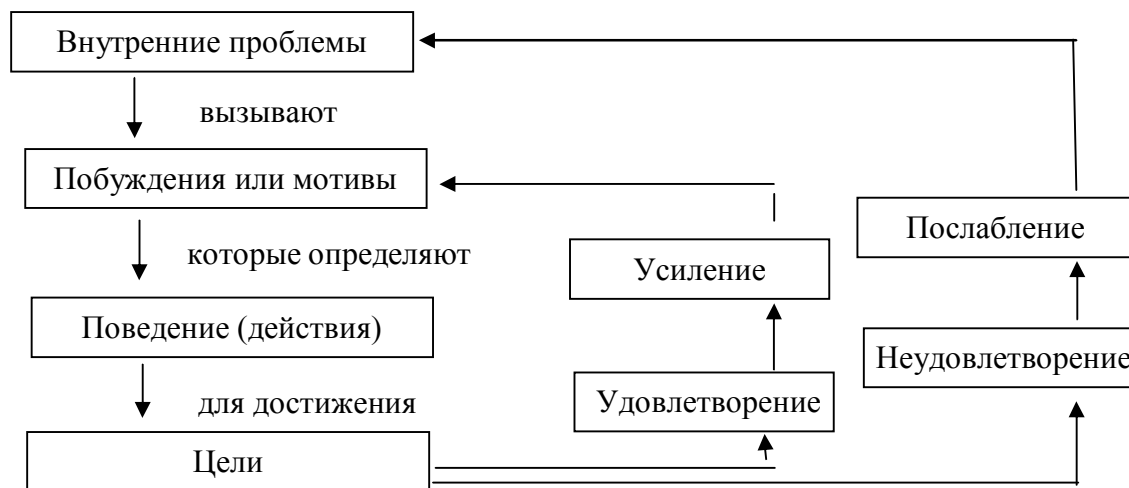 Внутренние проблемы
вызывают
Побуждения или мотивы
которые определяют
Поведение (действия)
для достижения
Цели
Усиление
Удовлетворение
Послабление
Неудовлетворение